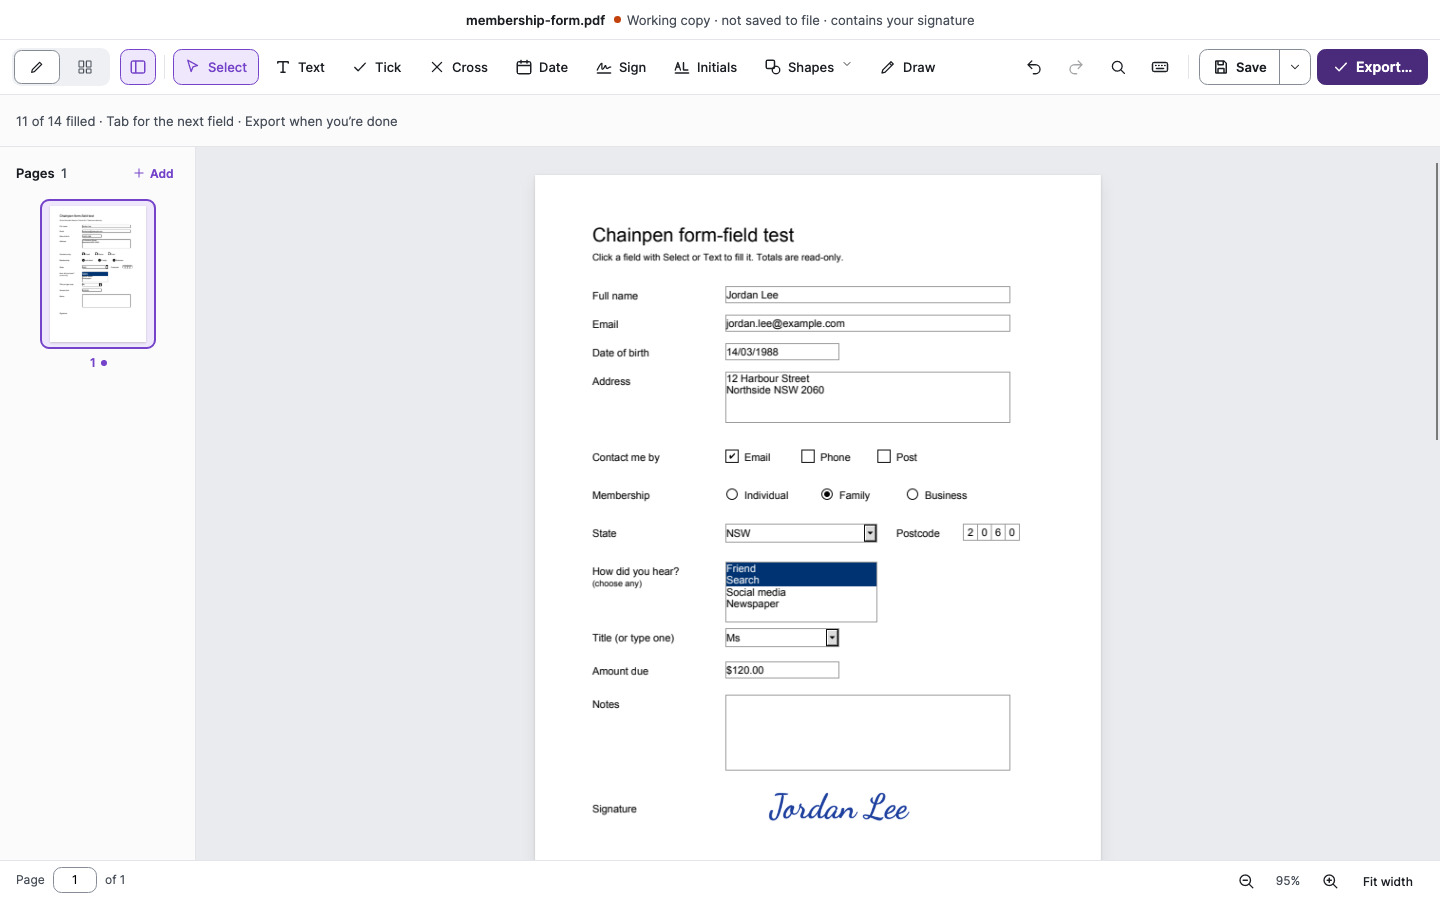 membership-form.pdf Working copy · not saved to file · contains your signature
Select Text Tick Cross Date Sign Initials Shapes Draw Save Export...
11 of 14 filled · Tab for the next field · Export when you're done
Pages 1 Add
1
Chainpen form-field test
Click a field with Select or Text to fill it. Totals are read-only.
Full name Jordan Lee
Email jordan.lee@example.com
Date of birth 14/03/1988
Address 12 Harbour Street
Northside NSW 2060
Contact me by Email Phone Post
Membership Individual Family Business
State NSW Postcode 2 0 6 0
How did you hear? Friend
(choose any) Search
Social media
Newspaper
Title (or type one) Ms
Amount due $120.00
Notes
Signature Jordan Lee
Page 1 of 1 95% Fit width